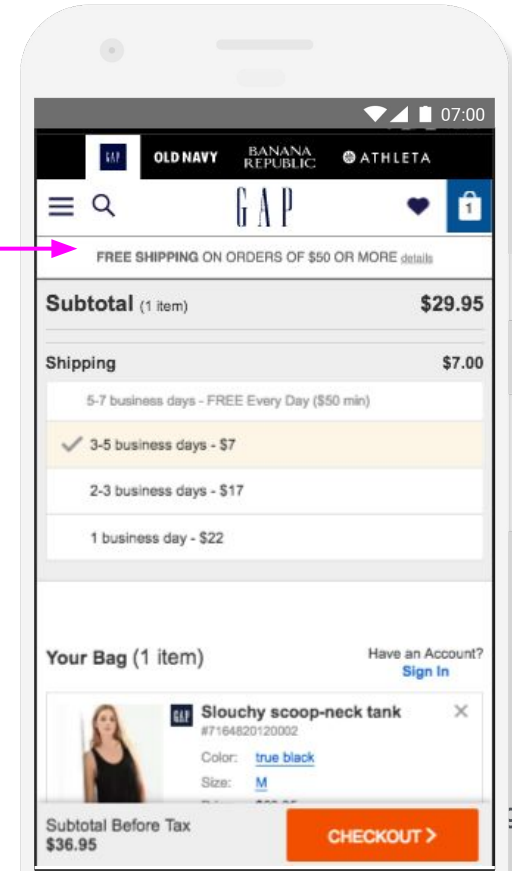 07:00
GAP OLD NAVY BANANA REPUBLIC ATHLETA
GAP
1
FREE SHIPPING ON ORDERS OF $50 OR MORE details
Subtotal (1 item) $29.95
Shipping $7.00
5-7 business days - FREE Every Day ($50 min)
3-5 business days - $7
2-3 business days - $17
1 business day - $22
Your Bag (1 item)
Have an Account?
Sign In
GAP Slouchy scoop-neck tank
#7164820120002
Color: true black
Size: M
Subtotal Before Tax
$36.95
CHECKOUT >